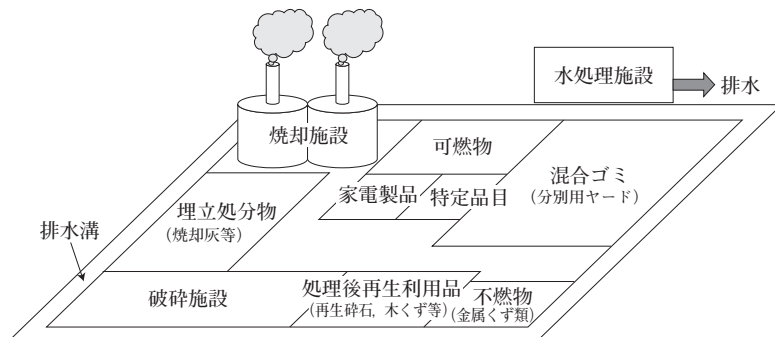 水処理施設
排水
焼却施設
可燃物
混合ゴミ
(分別用ヤード)
家電製品
特定品目
埋立処分物
(焼却灰等)
排水溝
破砕施設
処理後再生利用品
(再生砕石，木くず等)
不燃物
(金属くず類)